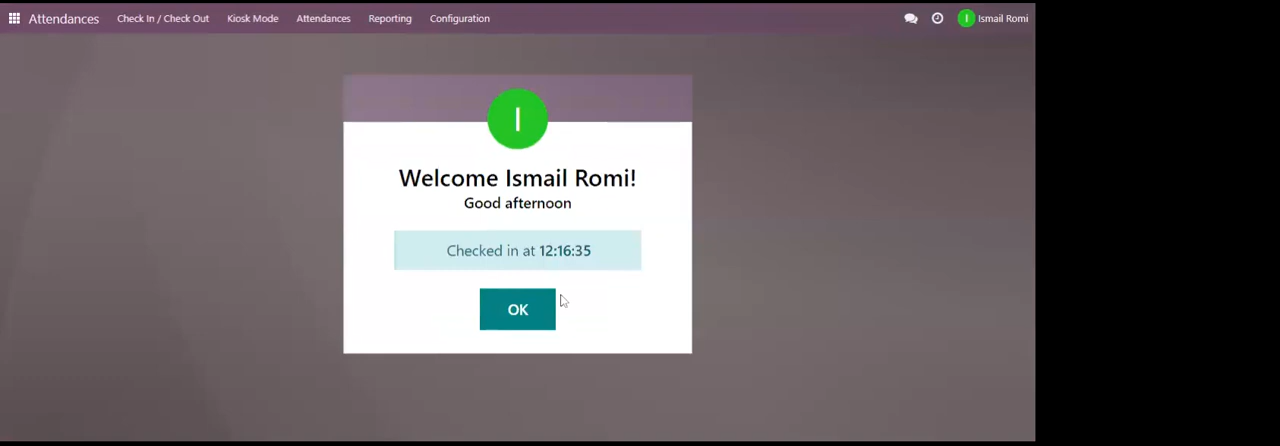 Attendances Check In / Check Out Kiosk Mode Attendances Reporting Configuration I Ismail Romi
I
Welcome Ismail Romi!
Good afternoon
Checked in at 12:16:35
OK